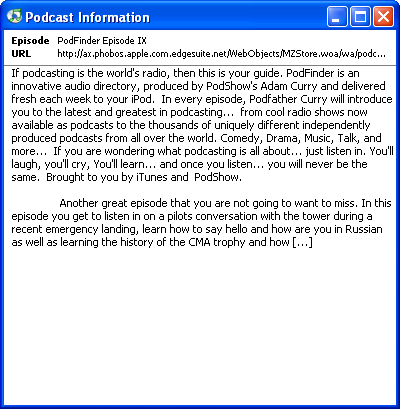 Podcast Information
Episode PodFinder Episode IX
URL http://ax.phobos.apple.com.edgesuite.net/WebObjects/MZStore.woa/wa/podc...
If podcasting is the world's radio, then this is your guide. PodFinder is an
innovative audio directory, produced by PodShow's Adam Curry and delivered
fresh each week to your iPod.  In every episode, Podfather Curry will introduce
you to the latest and greatest in podcasting...  from cool radio shows now
available as podcasts to the thousands of uniquely different independently
produced podcasts from all over the world. Comedy, Drama, Music, Talk, and
more...  If you are wondering what podcasting is all about... just listen in. You'll
laugh, you'll cry, You'll learn... and once you listen... you will never be the
same.  Brought to you by iTunes and  PodShow.
Another great episode that you are not going to want to miss. In this
episode you get to listen in on a pilots conversation with the tower during a
recent emergency landing, learn how to say hello and how are you in Russian
as well as learning the history of the CMA trophy and how [...]